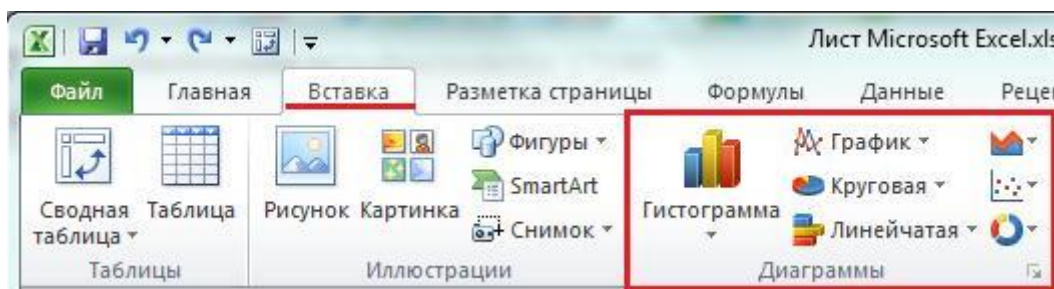 Лист Microsoft Excel.xls
Файл Главная Вставка Разметка страницы Формулы Данные Рецен
Сводная таблица
Таблица
Рисунок
Картинка
Фигуры
SmartArt
Снимок
Гистограмма
График
Круговая
Линейчатая
Таблицы
Иллюстрации
Диаграммы